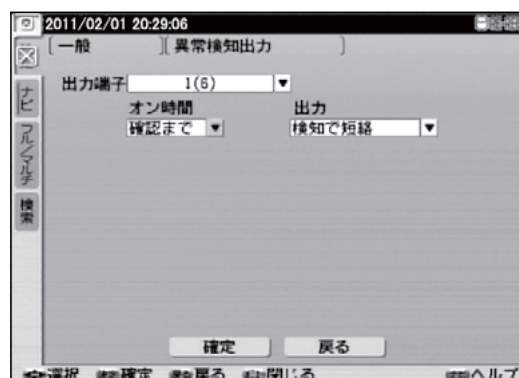 2011/02/01 20:29:06
[一般 ][異常検知出力 ]
出力端子 1(6)
オン時間 出力
確認まで 検知で短絡
ナビ
フル/マルチ
検索
確定 戻る
選択 確定 戻る 閉じる ヘルプ